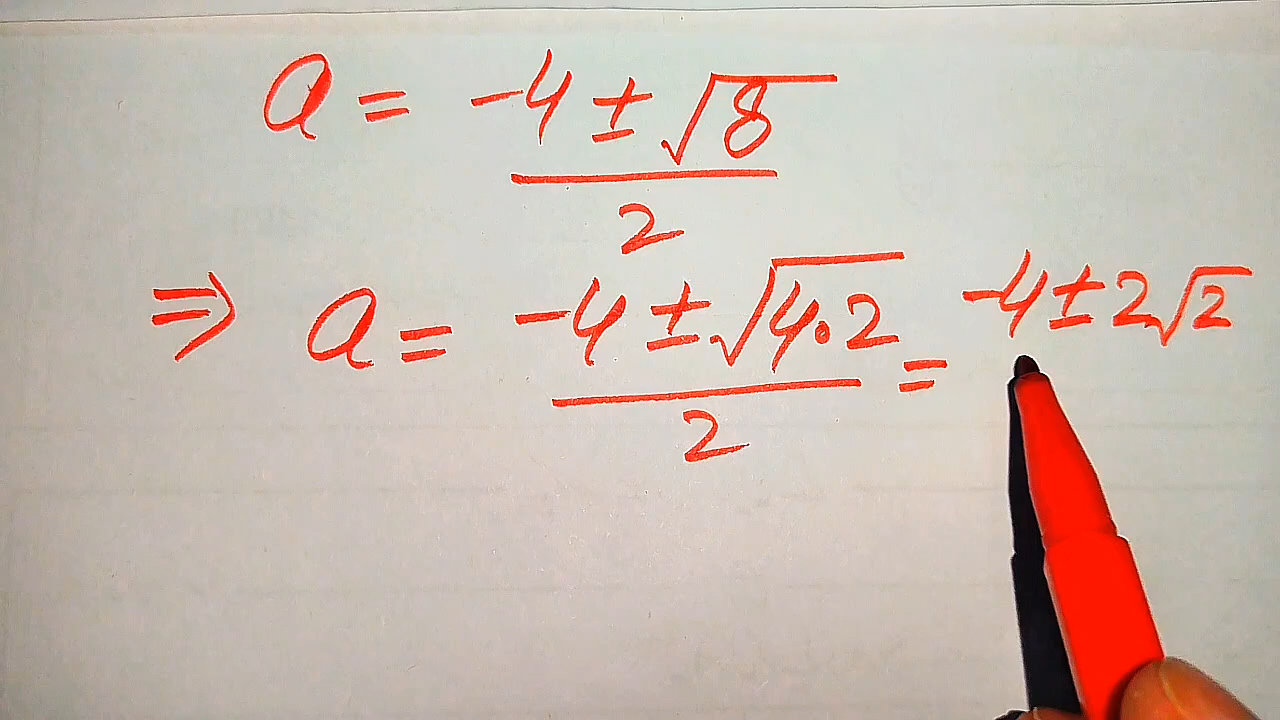 a = -4 ± √8
2
⇒ a = -4 ± √4·2 = -4 ± 2√2
2